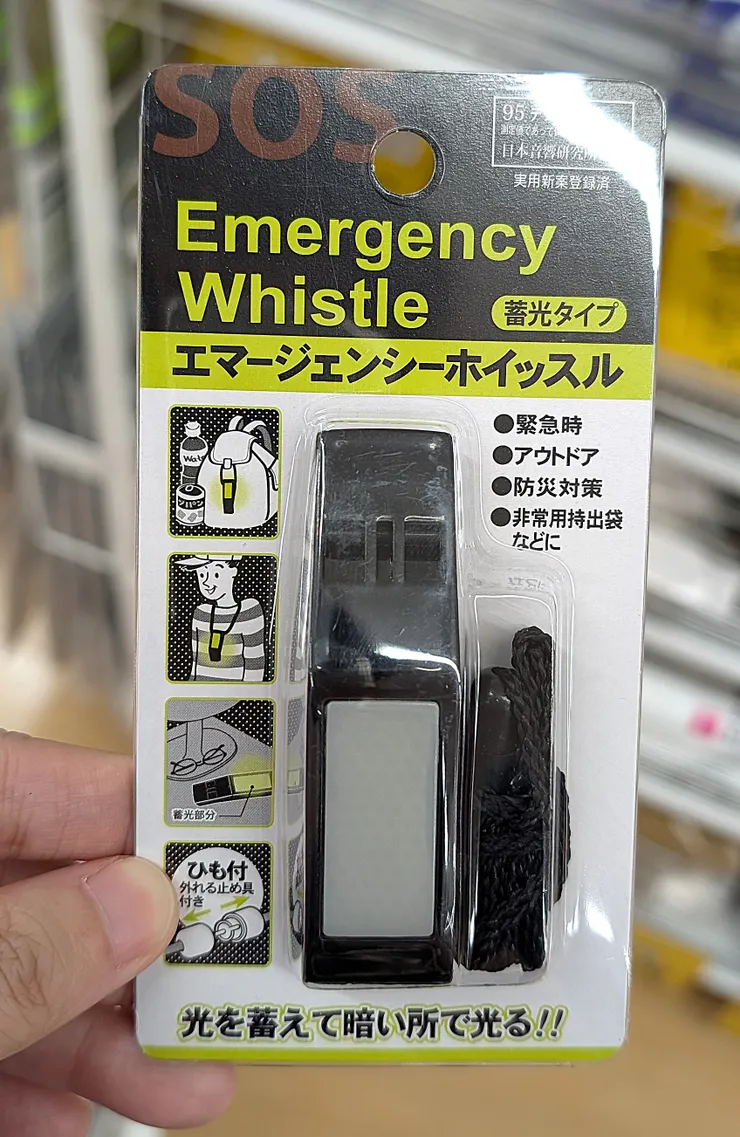 SOS
95デ
日本音響研究所
実用新案登録済
Emergency
Whistle
蓄光タイプ
エマージェンシーホイッスル
●緊急時
●アウトドア
●防災対策
●非常用持出袋
などに
蓄光部分
ひも付
外れる止め具
付き
光を蓄えて暗い所で光る!!